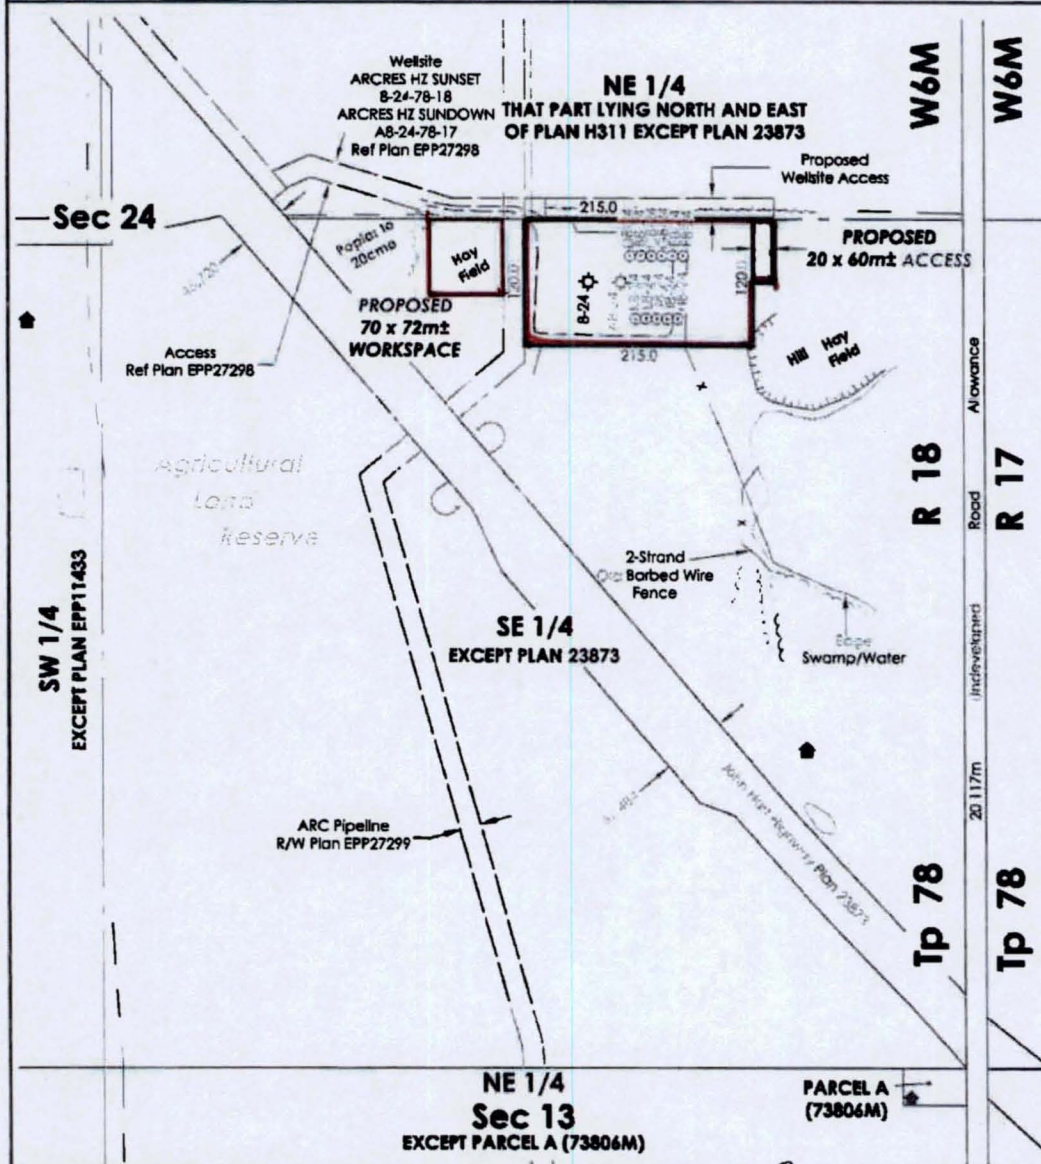 Wellsite
ARCRES HZ SUNSET
8-24-78-18
ARCRES HZ SUNDOWN
A8-24-78-17
Ref Plan EPP27298
NE 1/4
THAT PART LYING NORTH AND EAST
OF PLAN H311 EXCEPT PLAN 23873
W6M
W6M
Proposed
Wellsite Access
Sec 24
215.0
Poplar to
20cmø
Hay
Field
120.0
8-24
120.0
PROPOSED
20 x 60m± ACCESS
PROPOSED
70 x 72m±
WORKSPACE
215.0
Hill
Hay
Field
Access
Ref Plan EPP27298
Agricultural
Land
Reserve
R 18
R 17
Allowance
Road
Undeveloped
20.117m
SW 1/4
EXCEPT PLAN EPP11433
2-Strand
Old Barbed Wire
Fence
SE 1/4
EXCEPT PLAN 23873
Edge
Swamp/Water
John Hart Highway Plan 23873
ARC Pipeline
R/W Plan EPP27299
Tp 78
Tp 78
NE 1/4
Sec 13
EXCEPT PARCEL A (73806M)
PARCEL A
(73806M)